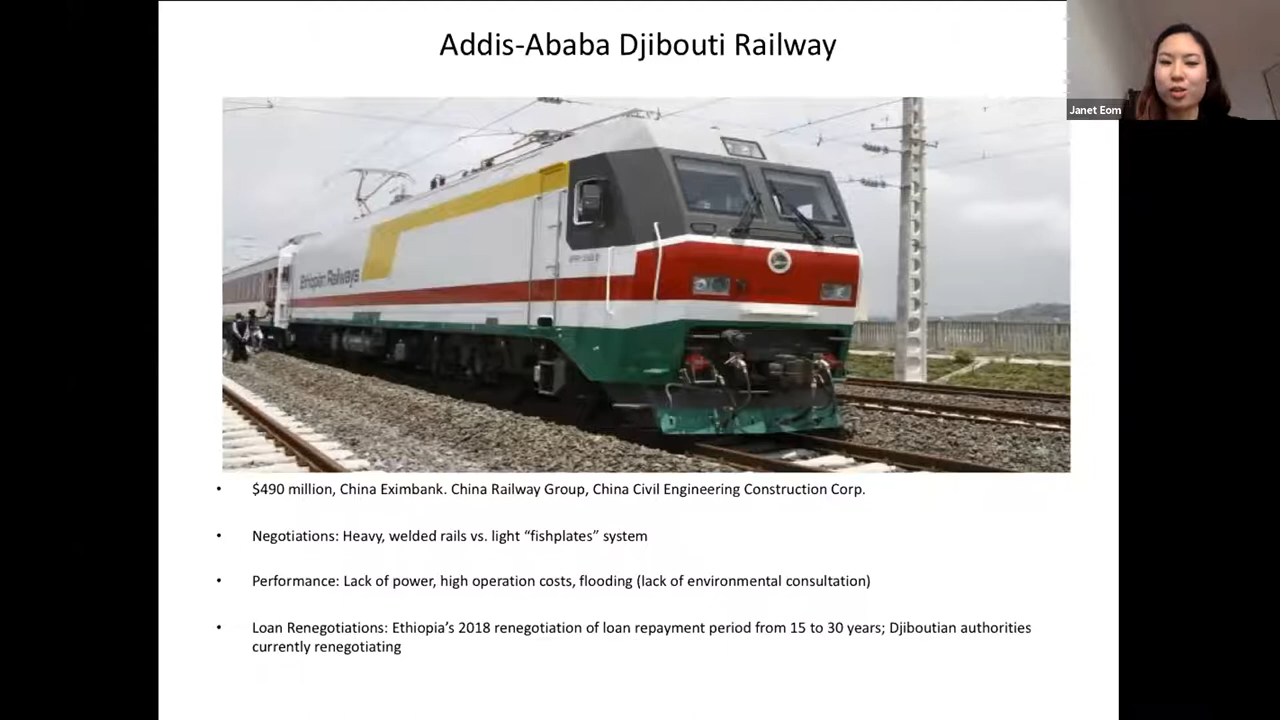 Addis-Ababa Djibouti Railway
Janet Eom
Ethiopian Railways
• $490 million, China Eximbank. China Railway Group, China Civil Engineering Construction Corp.
• Negotiations: Heavy, welded rails vs. light “fishplates” system
• Performance: Lack of power, high operation costs, flooding (lack of environmental consultation)
• Loan Renegotiations: Ethiopia’s 2018 renegotiation of loan repayment period from 15 to 30 years; Djiboutian authorities
currently renegotiating